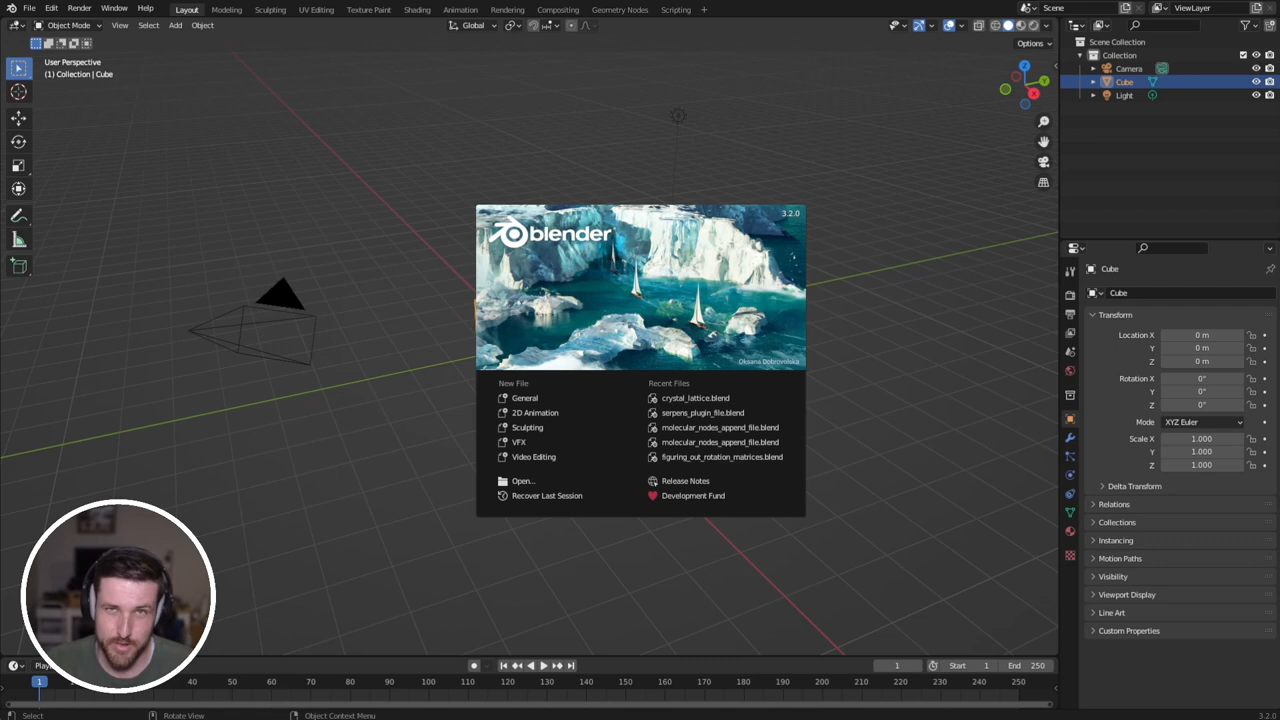 File Edit Render Window Help Layout Modeling Sculpting UV Editing Texture Paint Shading Animation Rendering Compositing Geometry Nodes Scripting Scene ViewLayer
Object Mode View Select Add Object Global
Options
User Perspective
(1) Collection | Cube
Z
Y
X
Scene Collection
Collection
Camera
Cube
Light
3.2.0
blender
Oksana Dobrovolska
New File
General
2D Animation
Sculpting
VFX
Video Editing
Open...
Recover Last Session
Recent Files
crystal_lattice.blend
serpens_plugin_file.blend
molecular_nodes_append_file.blend
molecular_nodes_append_file.blend
figuring_out_rotation_matrices.blend
Release Notes
Development Fund
Cube
Cube
Transform
Location X 0 m
Y 0 m
Z 0 m
Rotation X 0°
Y 0°
Z 0°
Mode XYZ Euler
Scale X 1.000
Y 1.000
Z 1.000
Delta Transform
Relations
Collections
Instancing
Motion Paths
Visibility
Viewport Display
Line Art
Custom Properties
1 Start 1 End 250
1 40 50 60 70 80 90 100 110 120 130 140 150 160 170 180 190 200 210 220 230 240 250
Select Rotate View Object Context Menu 3.2.0